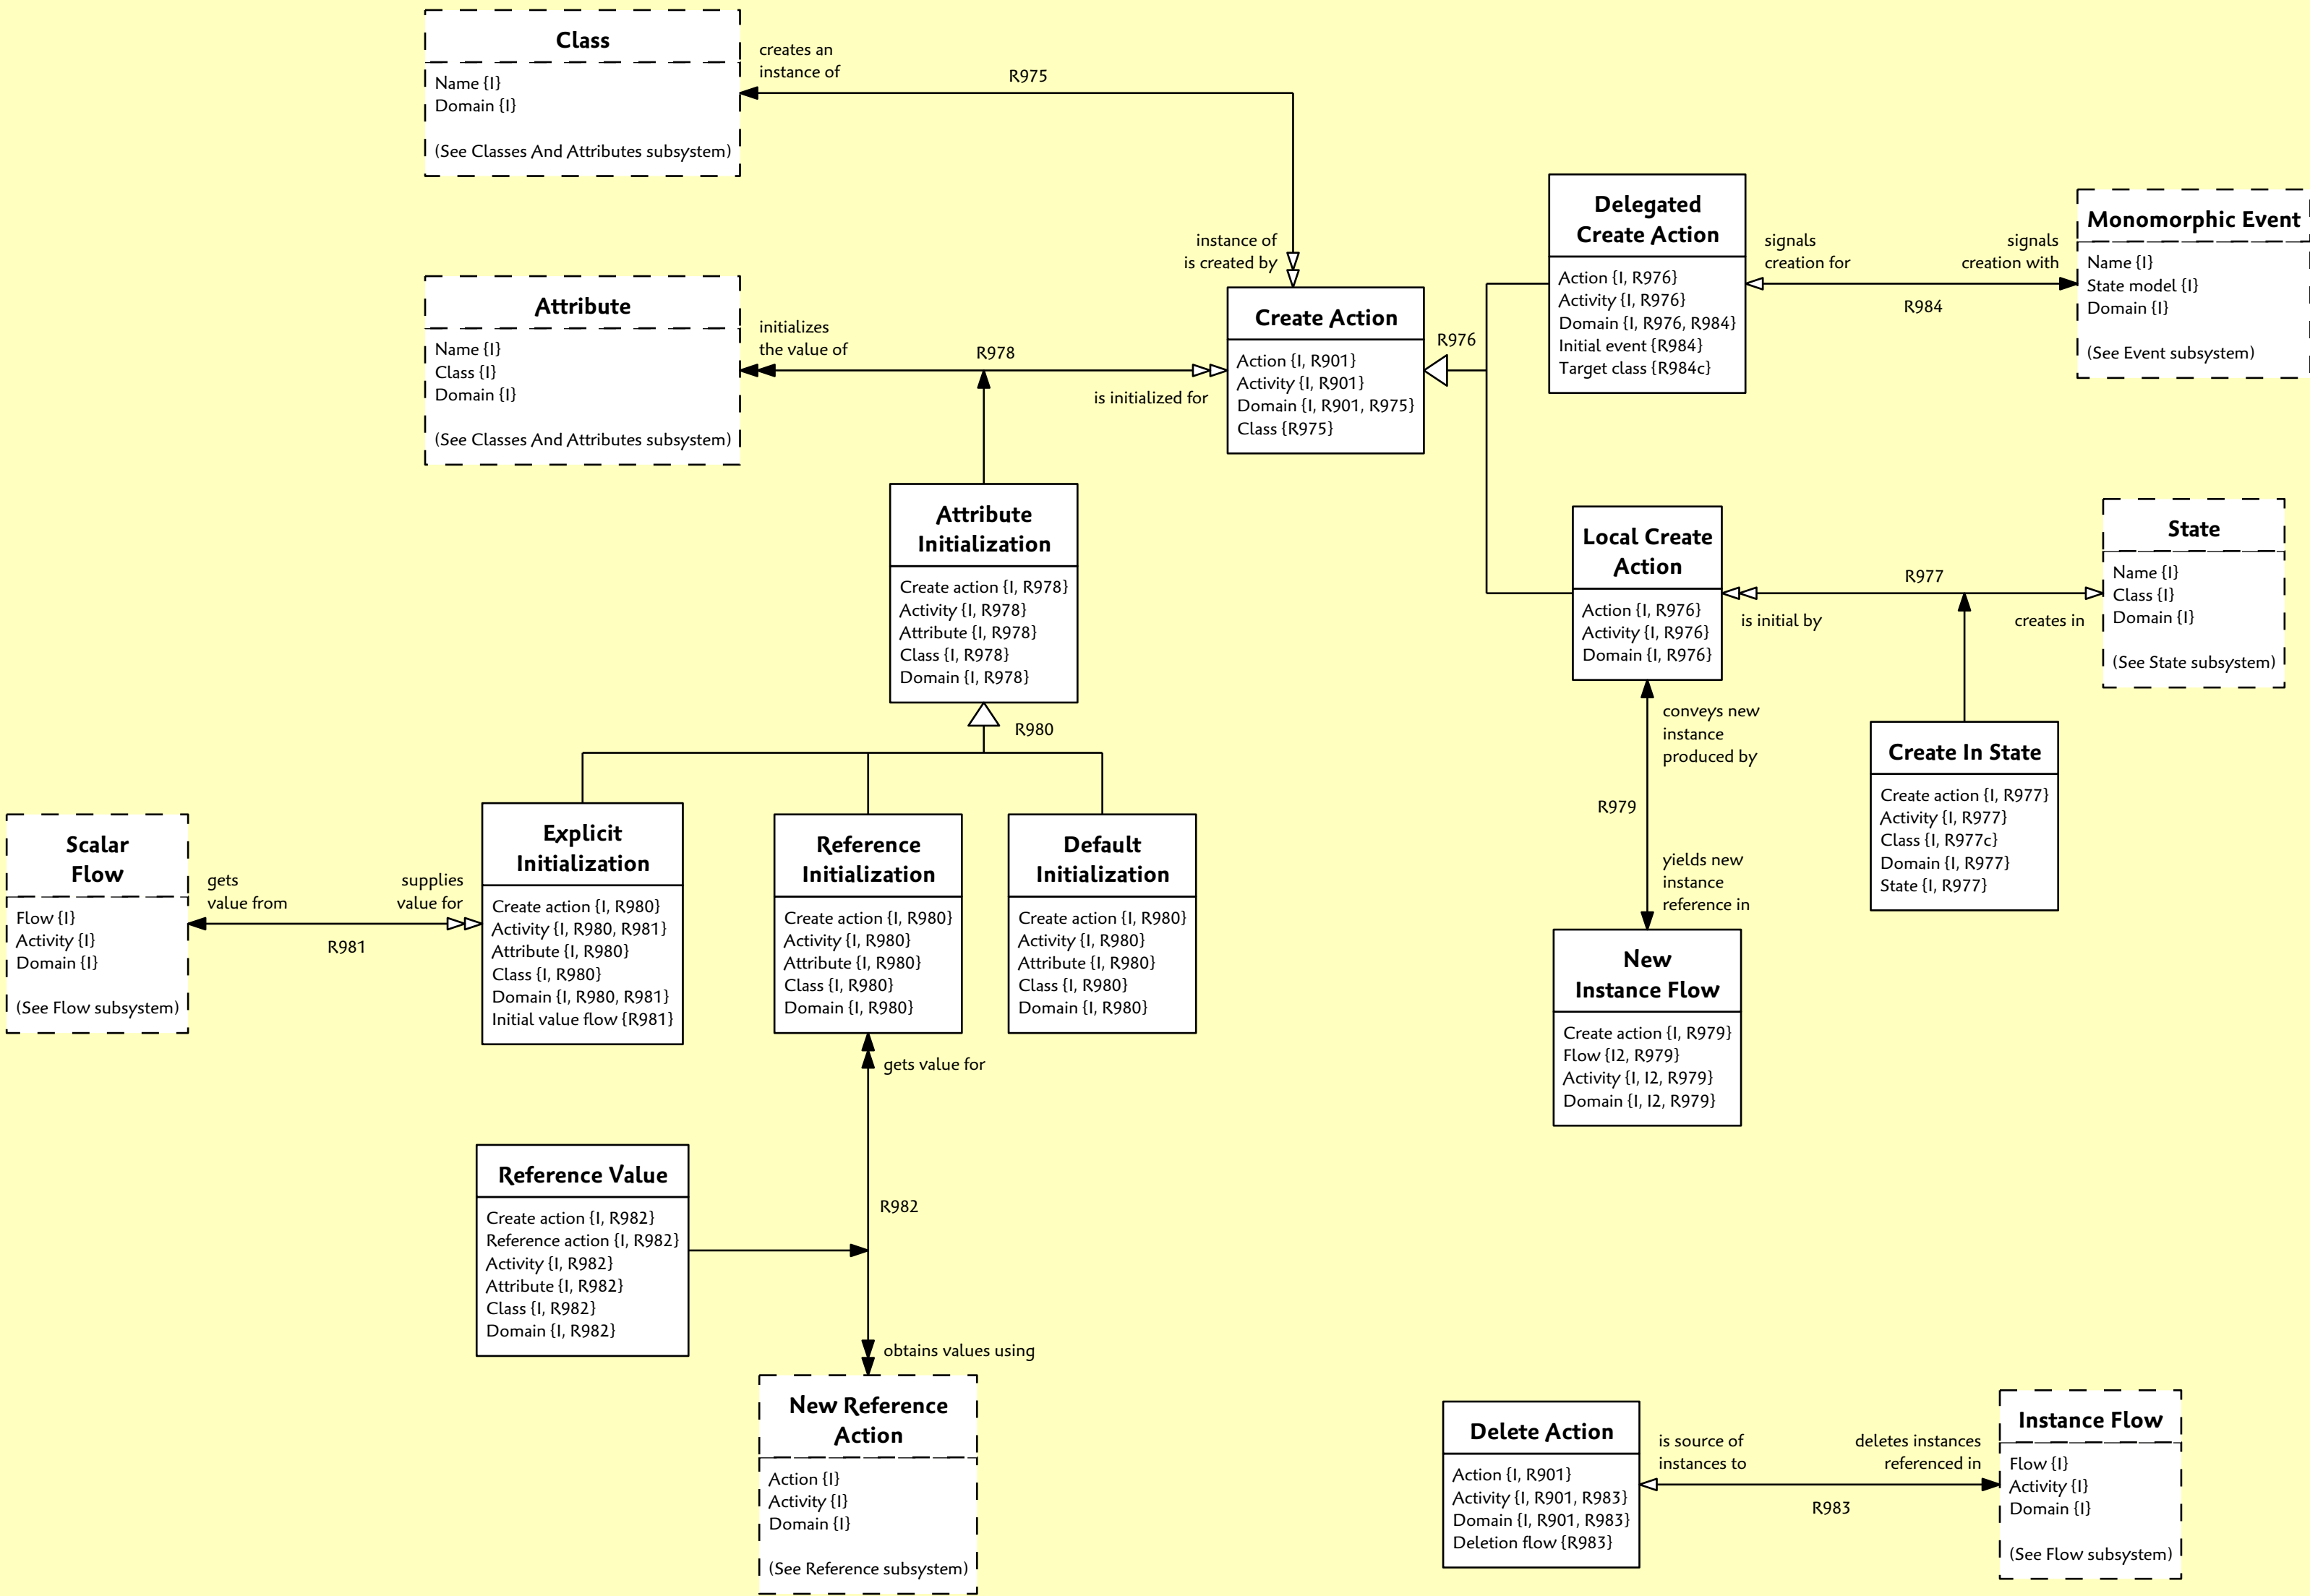 Class
Name {I}
Domain {I}
(See Classes And Attributes subsystem)
creates an
instance of
R975
instance of
is created by
Attribute
Name {I}
Class {I}
Domain {I}
(See Classes And Attributes subsystem)
initializes
the value of
R978
is initialized for
Create Action
Action {I, R901}
Activity {I, R901}
Domain {I, R901, R975}
Class {R975}
R976
Delegated
Create Action
Action {I, R976}
Activity {I, R976}
Domain {I, R976, R984}
Initial event {R984}
Target class {R984c}
signals
creation for
signals
creation with
R984
Monomorphic Event
Name {I}
State model {I}
Domain {I}
(See Event subsystem)
Attribute
Initialization
Create action {I, R978}
Activity {I, R978}
Attribute {I, R978}
Class {I, R978}
Domain {I, R978}
R980
Local Create
Action
Action {I, R976}
Activity {I, R976}
Domain {I, R976}
R977
is initial by
creates in
State
Name {I}
Class {I}
Domain {I}
(See State subsystem)
conveys new
instance
produced by
R979
yields new
instance
reference in
Create In State
Create action {I, R977}
Activity {I, R977}
Class {I, R977c}
Domain {I, R977}
State {I, R977}
Scalar
Flow
Flow {I}
Activity {I}
Domain {I}
(See Flow subsystem)
gets
value from
supplies
value for
R981
Explicit
Initialization
Create action {I, R980}
Activity {I, R980, R981}
Attribute {I, R980}
Class {I, R980}
Domain {I, R980, R981}
Initial value flow {R981}
Reference
Initialization
Create action {I, R980}
Activity {I, R980}
Attribute {I, R980}
Class {I, R980}
Domain {I, R980}
Default
Initialization
Create action {I, R980}
Activity {I, R980}
Attribute {I, R980}
Class {I, R980}
Domain {I, R980}
New
Instance Flow
Create action {I, R979}
Flow {I2, R979}
Activity {I, I2, R979}
Domain {I, I2, R979}
gets value for
R982
obtains values using
Reference Value
Create action {I, R982}
Reference action {I, R982}
Activity {I, R982}
Attribute {I, R982}
Class {I, R982}
Domain {I, R982}
New Reference
Action
Action {I}
Activity {I}
Domain {I}
(See Reference subsystem)
Delete Action
Action {I, R901}
Activity {I, R901, R983}
Domain {I, R901, R983}
Deletion flow {R983}
is source of
instances to
deletes instances
referenced in
R983
Instance Flow
Flow {I}
Activity {I}
Domain {I}
(See Flow subsystem)